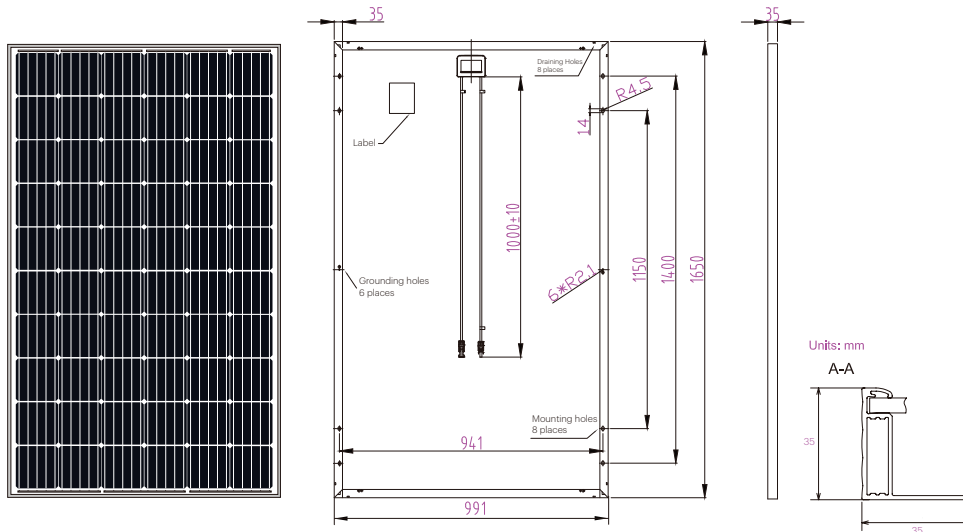 35
35
Draining Holes
8 places
R4.5
14
Label
1000±10
Grounding holes
6 places
6*R2.1
1150
1400
1650
Units: mm
A-A
Mounting holes
8 places
941
35
991
35